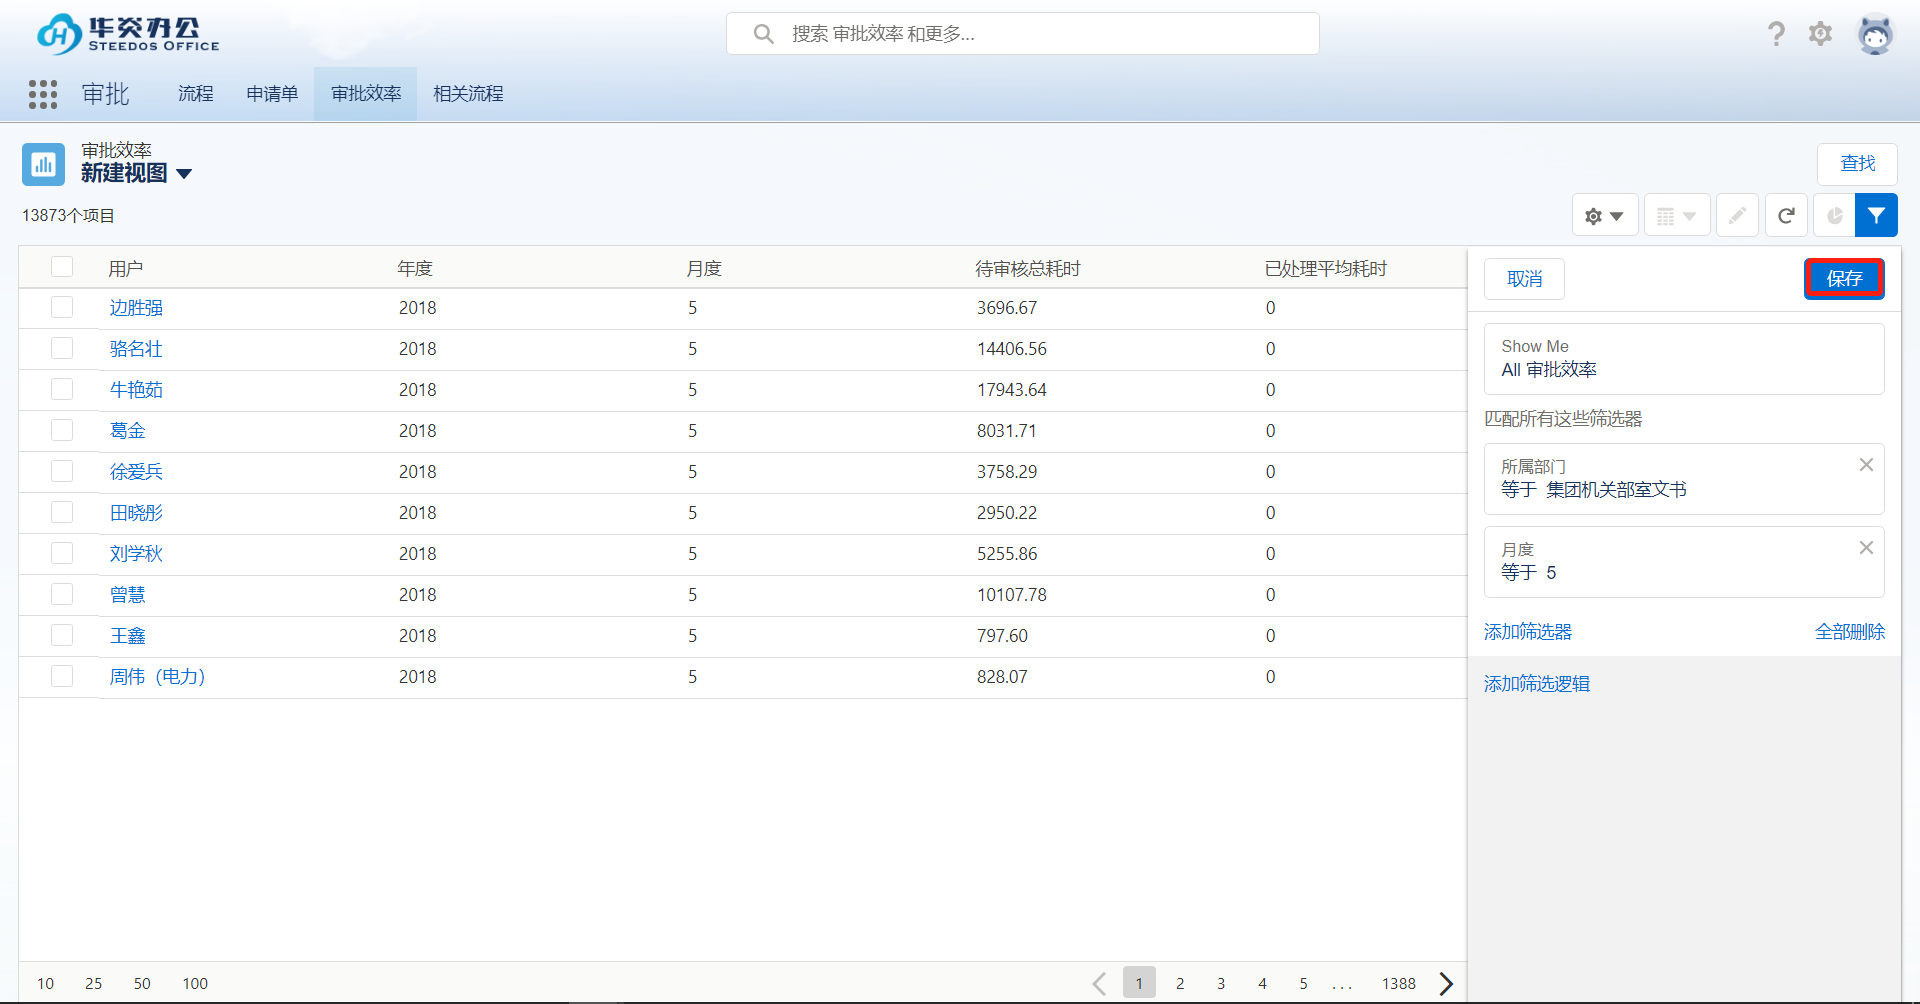 华炎办公
STEEDOS OFFICE
搜索 审批效率 和更多...
审批
流程
申请单
审批效率
相关流程
审批效率
新建视图
查找
13873个项目
用户 年度 月度 待审核总耗时 已处理平均耗时
边胜强 2018 5 3696.67 0
骆名壮 2018 5 14406.56 0
牛艳茹 2018 5 17943.64 0
葛金 2018 5 8031.71 0
徐爱兵 2018 5 3758.29 0
田晓彤 2018 5 2950.22 0
刘学秋 2018 5 5255.86 0
曾慧 2018 5 10107.78 0
王鑫 2018 5 797.60 0
周伟（电力） 2018 5 828.07 0
取消
保存
Show Me
All 审批效率
匹配所有这些筛选器
所属部门
等于 集团机关部室文书
月度
等于 5
添加筛选器
全部删除
添加筛选逻辑
10 25 50 100
1 2 3 4 5 ... 1388